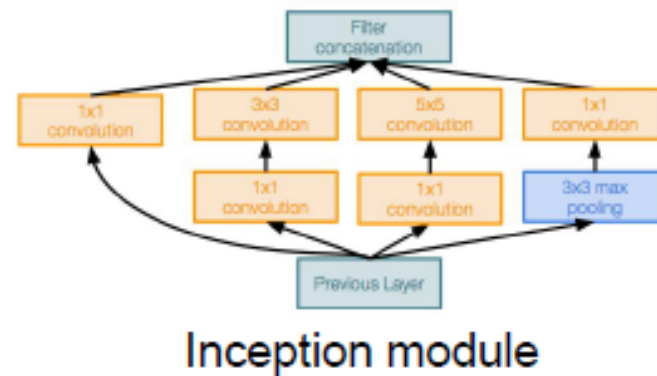 Filter
concatenation
1x1
convolution
3x3
convolution
5x5
convolution
1x1
convolution
1x1
convolution
1x1
convolution
3x3 max
pooling
Previous Layer
Inception module